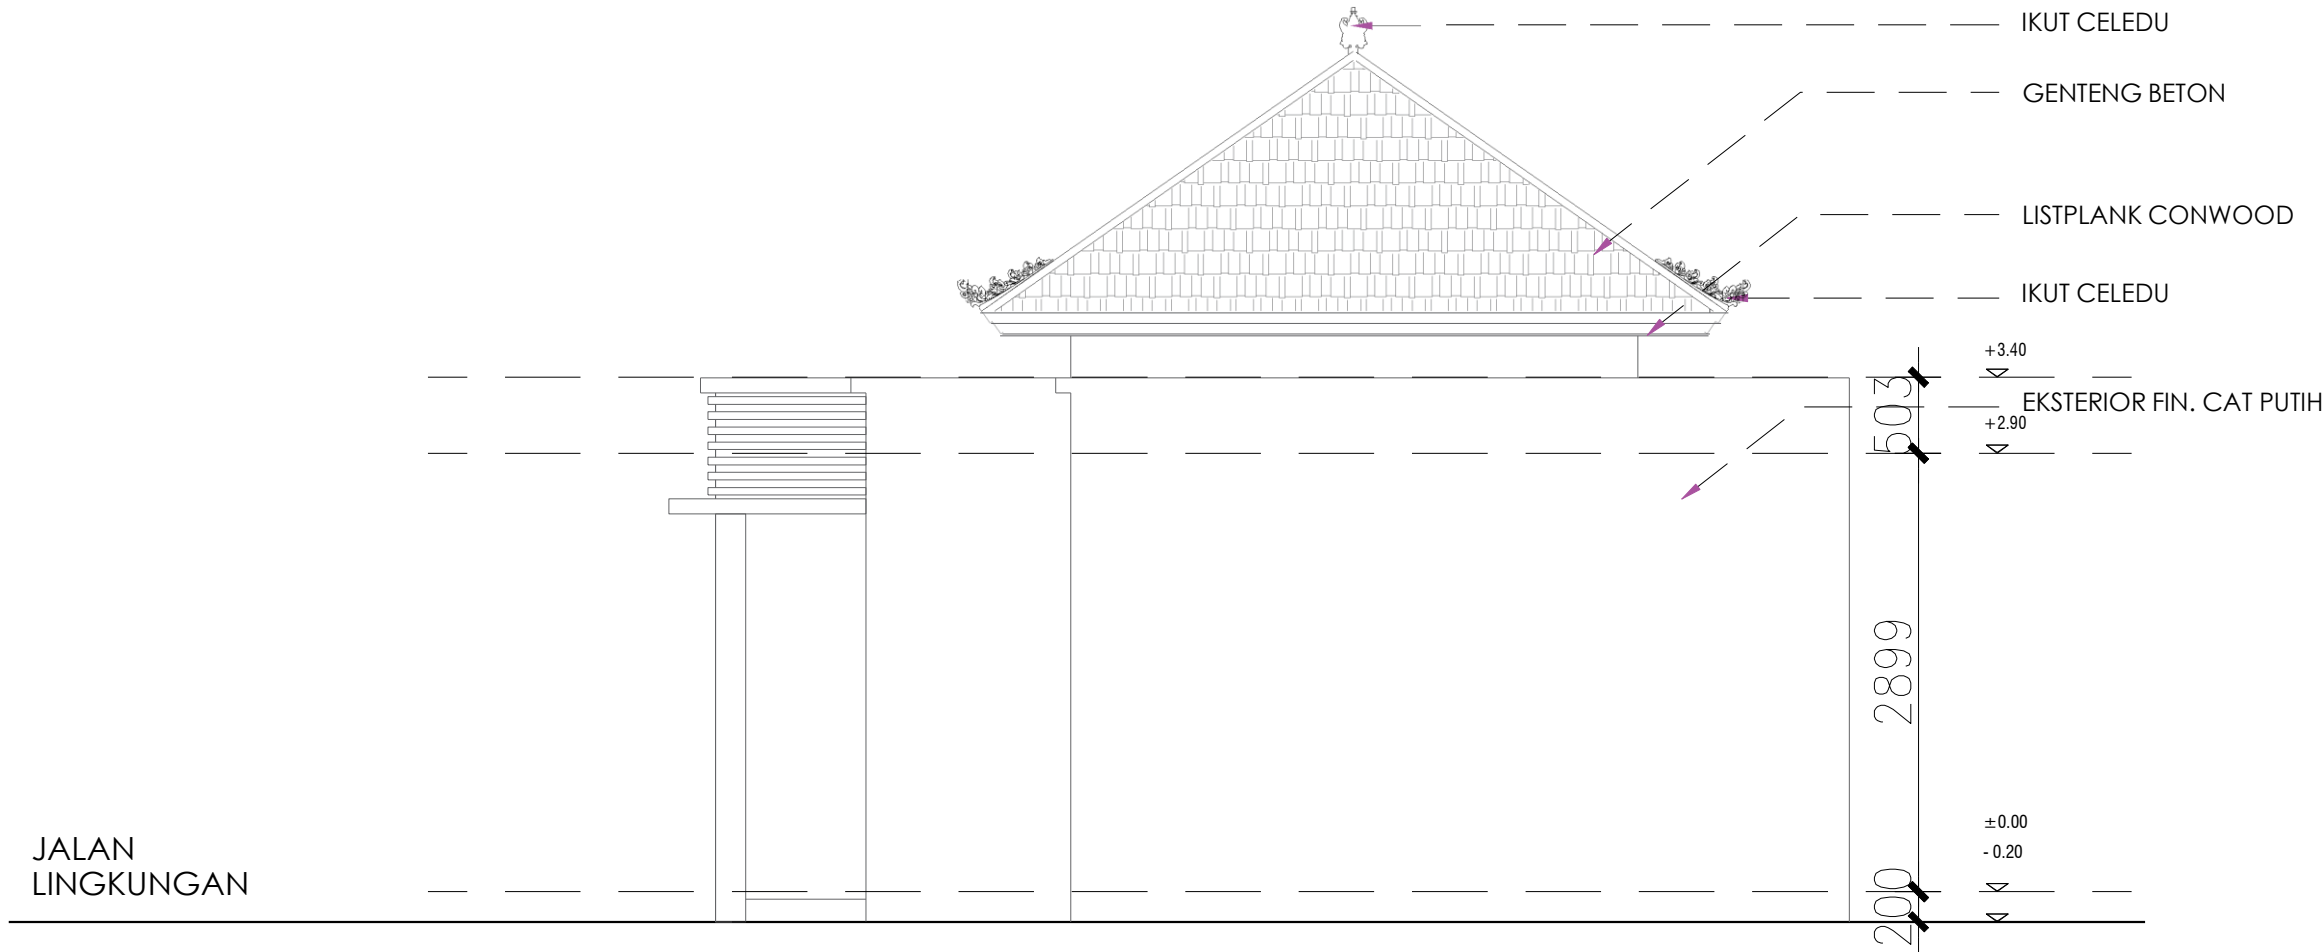 IKUT CELEDU
GENTENG BETON
LISTPLANK CONWOOD
IKUT CELEDU
+3.40
503
EKSTERIOR FIN. CAT PUTIH
+2.90
2899
±0.00
JALAN
LINGKUNGAN
- 0.20
200